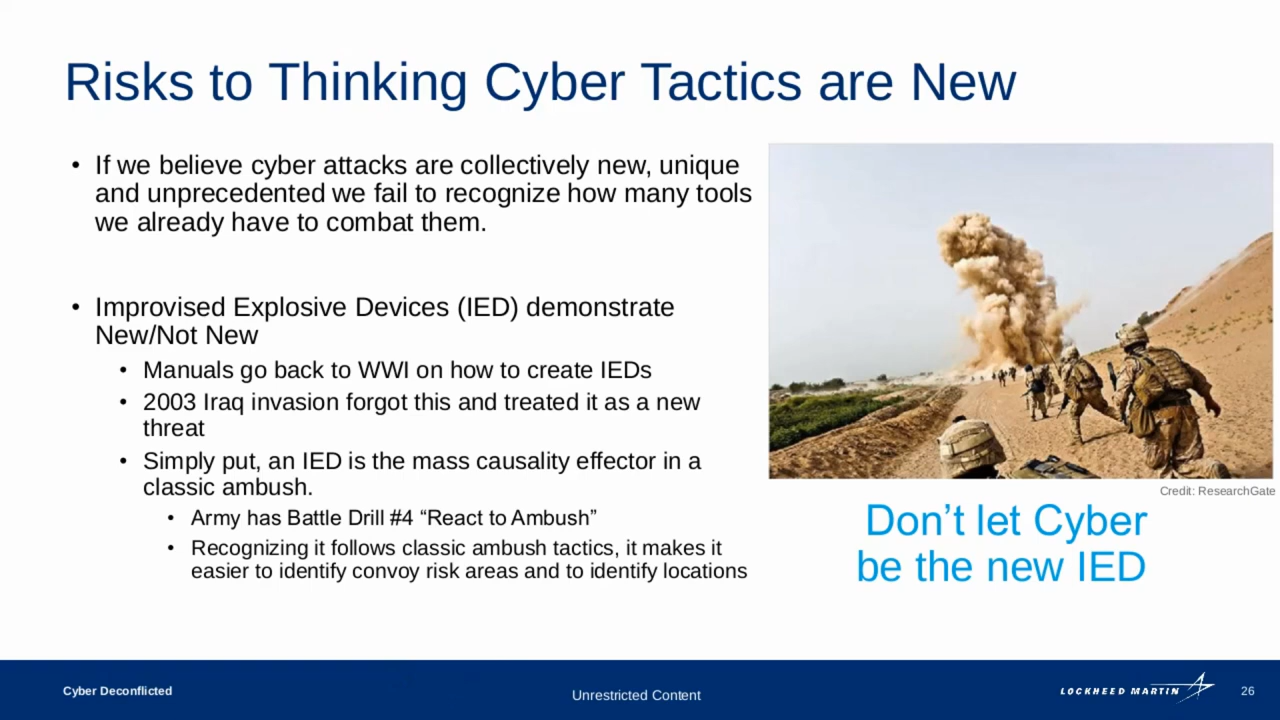 Risks to Thinking Cyber Tactics are New
• If we believe cyber attacks are collectively new, unique
and unprecedented we fail to recognize how many tools
we already have to combat them.
• Improvised Explosive Devices (IED) demonstrate
New/Not New
• Manuals go back to WWI on how to create IEDs
• 2003 Iraq invasion forgot this and treated it as a new
threat
• Simply put, an IED is the mass causality effector in a
classic ambush.
• Army has Battle Drill #4 “React to Ambush”
• Recognizing it follows classic ambush tactics, it makes it
easier to identify convoy risk areas and to identify locations
Credit: ResearchGate
Don’t let Cyber
be the new IED
Cyber Deconflicted
Unrestricted Content
LOCKHEED MARTIN
26